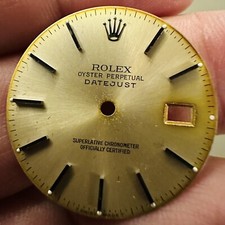 ROLEX
OYSTER PERPETUAL
DATEJUST
SUPERLATIVE CHRONOMETER
OFFICIALLY CERTIFIED